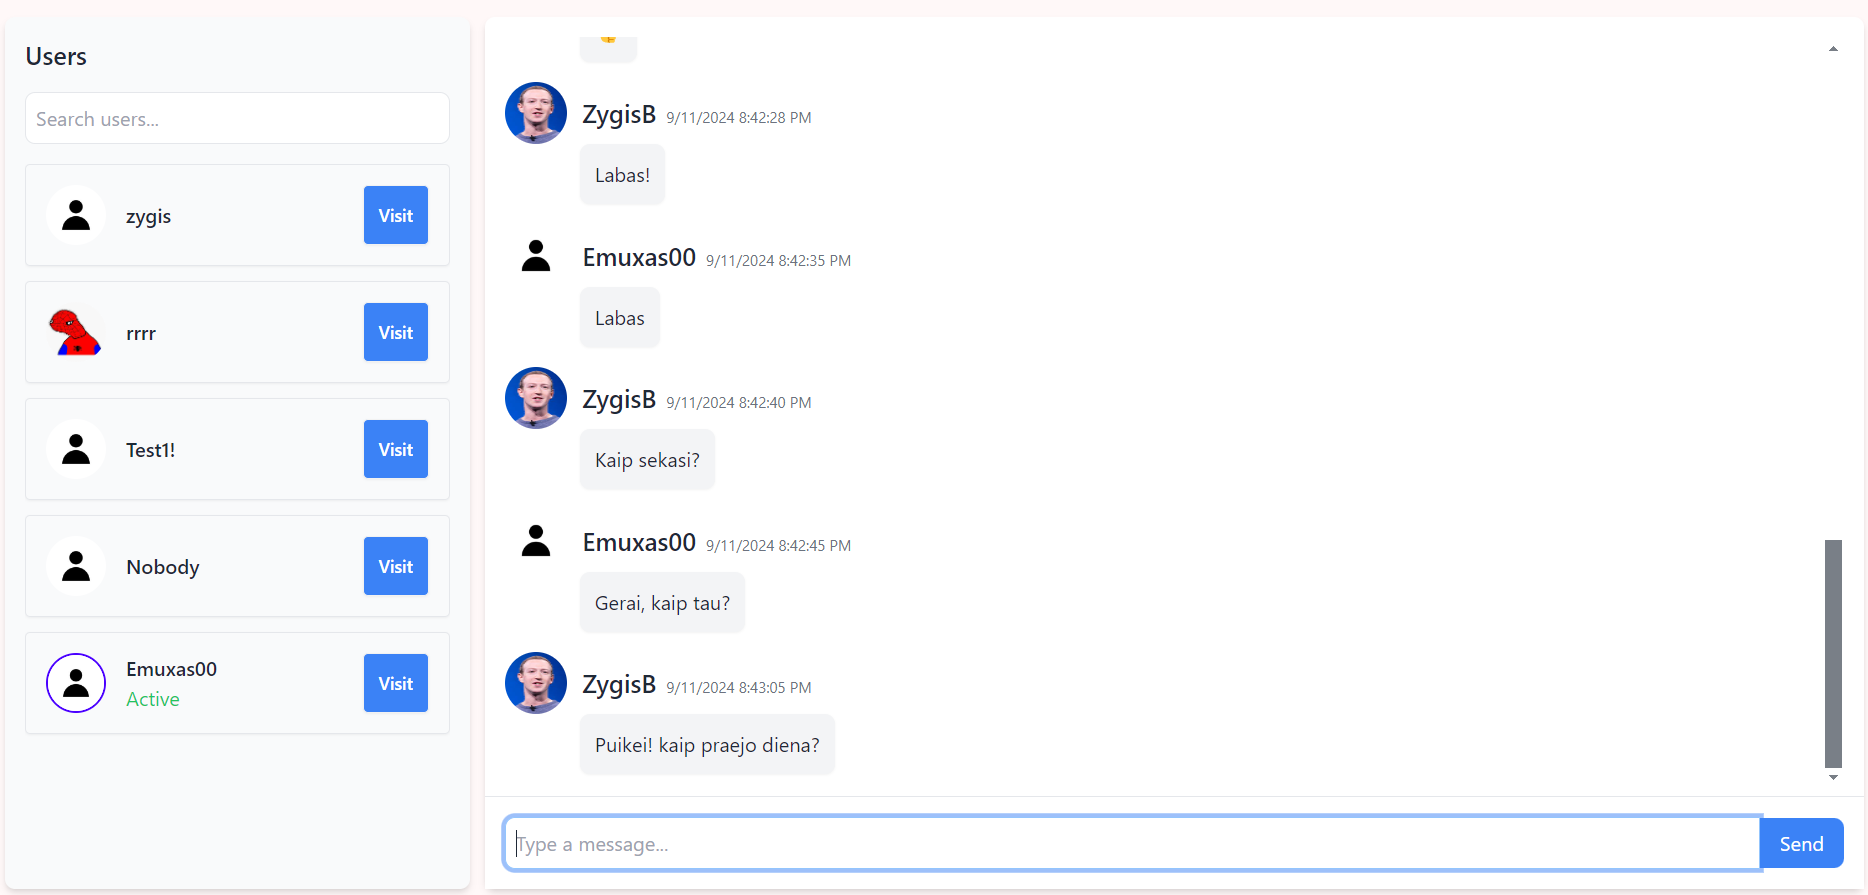 Users
Search users...
zygis
Visit
rrrr
Visit
Test1!
Visit
Nobody
Visit
Emuxas00
Active
Visit
ZygisB 9/11/2024 8:42:28 PM
Labas!
Emuxas00 9/11/2024 8:42:35 PM
Labas
ZygisB 9/11/2024 8:42:40 PM
Kaip sekasi?
Emuxas00 9/11/2024 8:42:45 PM
Gerai, kaip tau?
ZygisB 9/11/2024 8:43:05 PM
Puikei! kaip praejo diena?
Type a message...
Send